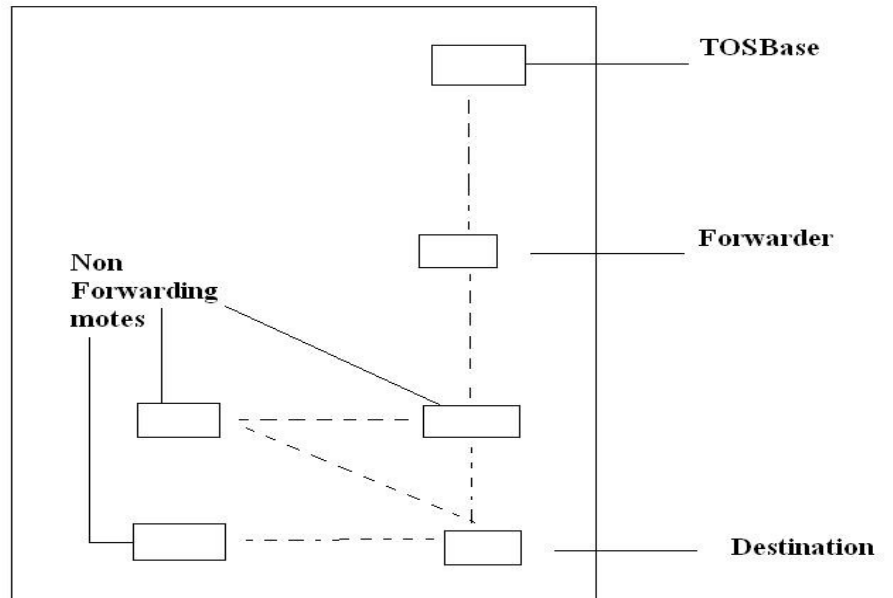 TOSBase
Forwarder
Non
Forwarding
motes
Destination